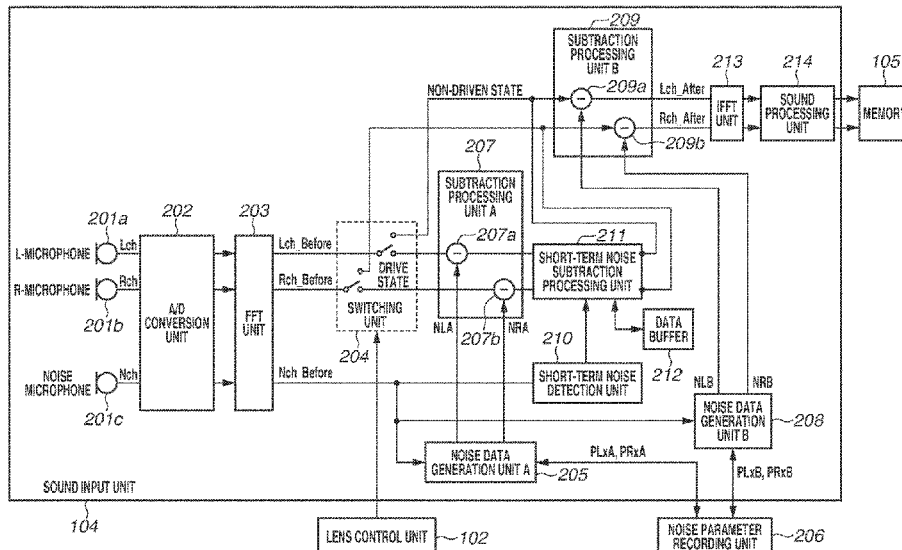 209
SUBTRACTION
PROCESSING
UNIT B
209a
209b
Lch_After
Rch_After
213
IFFT
UNIT
214
SOUND
PROCESSING
UNIT
105
MEMORY
NON-DRIVEN STATE
207
SUBTRACTION
PROCESSING
UNIT A
207a
207b
NLA
NRA
201a
L-MICROPHONE
Lch
R-MICROPHONE
Rch
201b
NOISE
MICROPHONE
Nch
201c
202
A/D
CONVERSION
UNIT
203
FFT
UNIT
Lch_Before
Rch_Before
Nch_Before
DRIVE
STATE
SWITCHING
UNIT
204
211
SHORT-TERM NOISE
SUBTRACTION
PROCESSING UNIT
DATA
BUFFER
212
210
SHORT-TERM NOISE
DETECTION UNIT
NLB
NRB
NOISE DATA
GENERATION
UNIT B
208
NOISE DATA
GENERATION UNIT A
205
PLxA, PRxA
PLxB, PRxB
SOUND INPUT UNIT
104
LENS CONTROL UNIT
102
NOISE PARAMETER
RECORDING UNIT
206